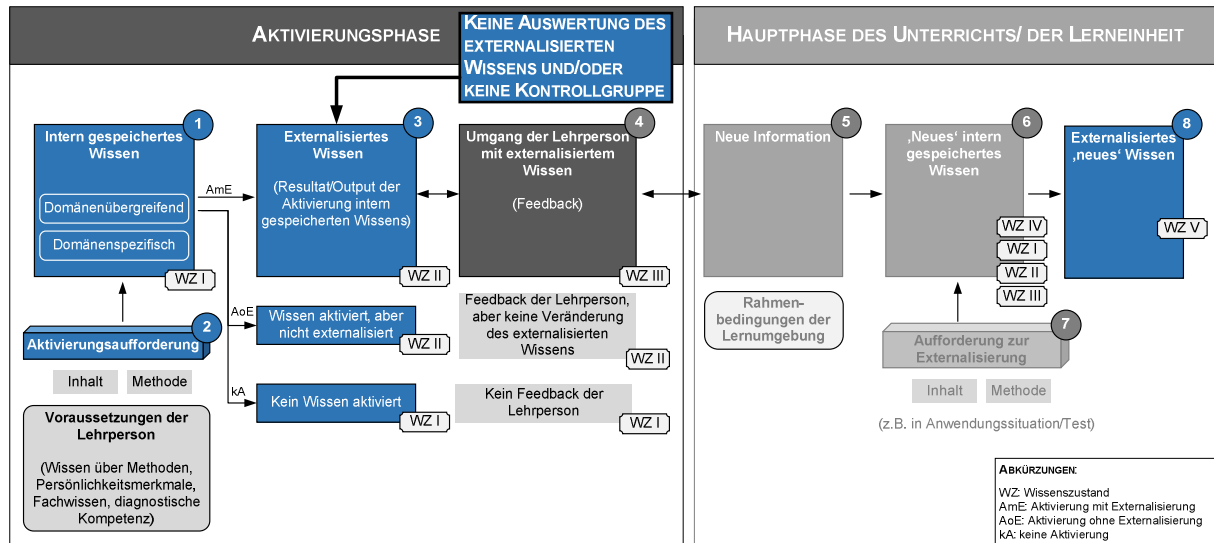 AKTIVIERUNGSPHASE
KEINE AUSWERTUNG DES
EXTERNALISIERTEN
WISSENS UND/ODER
KEINE KONTROLLGRUPPE
HAUPTPHASE DES UNTERRICHTS/ DER LERNEINHEIT
1
Intern gespeichertes
Wissen
Domänenübergreifend
Domänenspezifisch
WZ I
AmE
AoE
kA
2
Aktivierungsaufforderung
Inhalt
Methode
Voraussetzungen der
Lehrperson
(Wissen über Methoden,
Persönlichkeitsmerkmale,
Fachwissen, diagnostische
Kompetenz)
3
Externalisiertes
Wissen
(Resultat/Output der
Aktivierung intern
gespeicherten Wissens)
WZ II
Wissen aktiviert, aber
nicht externalisiert
WZ II
Kein Wissen aktiviert
WZ I
4
Umgang der Lehrperson
mit externalisiertem
Wissen
(Feedback)
WZ III
Feedback der Lehrperson,
aber keine Veränderung
des externalisierten
Wissens
WZ II
Kein Feedback der
Lehrperson
WZ I
5
Neue Information
Rahmen-
bedingungen der
Lernumgebung
6
‚Neues‘ intern
gespeichertes
Wissen
WZ IV
WZ I
WZ II
WZ III
7
Aufforderung zur
Externalisierung
Inhalt
Methode
(z.B. in Anwendungssituation/Test)
8
Externalisiertes
‚neues‘ Wissen
WZ V
ABKÜRZUNGEN:
WZ: Wissenszustand
AmE: Aktivierung mit Externalisierung
AoE: Aktivierung ohne Externalisierung
kA: keine Aktivierung